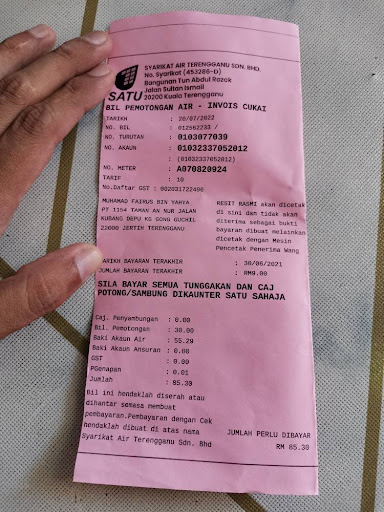 SATU
SYARIKAT AIR TERENGGANU SDN. BHD.
No. Syarikat (453286-D)
Bangunan Tun Abdul Razak
Jalan Sultan Ismail
20200 Kuala Terengganu
BIL PEMOTONGAN AIR - INVOIS CUKAI
TARIKH : 20/07/2022
NO. BIL : 012562233 /
NO. TURUTAN : 0103077039
NO. AKAUN : 01032337052012
: (01032337052012)
NO. METER : A070820924
TARIF : 10
No.Daftar GST : 002031722496
MUHAMAD FAIRUS BIN YAHYA
PT 1154 TAMAN AN NUR JALAN
KUBANG DEPU KG GONG GUCHIL
22000 JERTIH TERENGGANU
RESIT RASMI akan dicetak
di sini dan tidak akan
diterima sebagai bukti
bayaran dibuat melainkan
dicetak dengan Mesin
Pencetak Penerima Wang
TARIKH BAYARAN TERAKHIR : 30/06/2021
JUMLAH BAYARAN TERAKHIR : RM9.00
SILA BAYAR SEMUA TUNGGAKAN DAN CAJ
POTONG/SAMBUNG DIKAUNTER SATU SAHAJA
Caj. Penyambungan : 0.00
Bil. Pemotongan : 30.00
Baki Akaun Air : 55.29
Baki Akaun Ansuran : 0.00
GST : 0.00
PGenapan : 0.01
Jumlah : 85.30
Bil ini hendaklah diserah atau
dihantar semasa membuat
pembayaran.Pembayaran dengan Cek
hendaklah dibuat di atas nama
Syarikat Air Terengganu Sdn. Bhd
JUMLAH PERLU DIBAYAR
RM 85.30